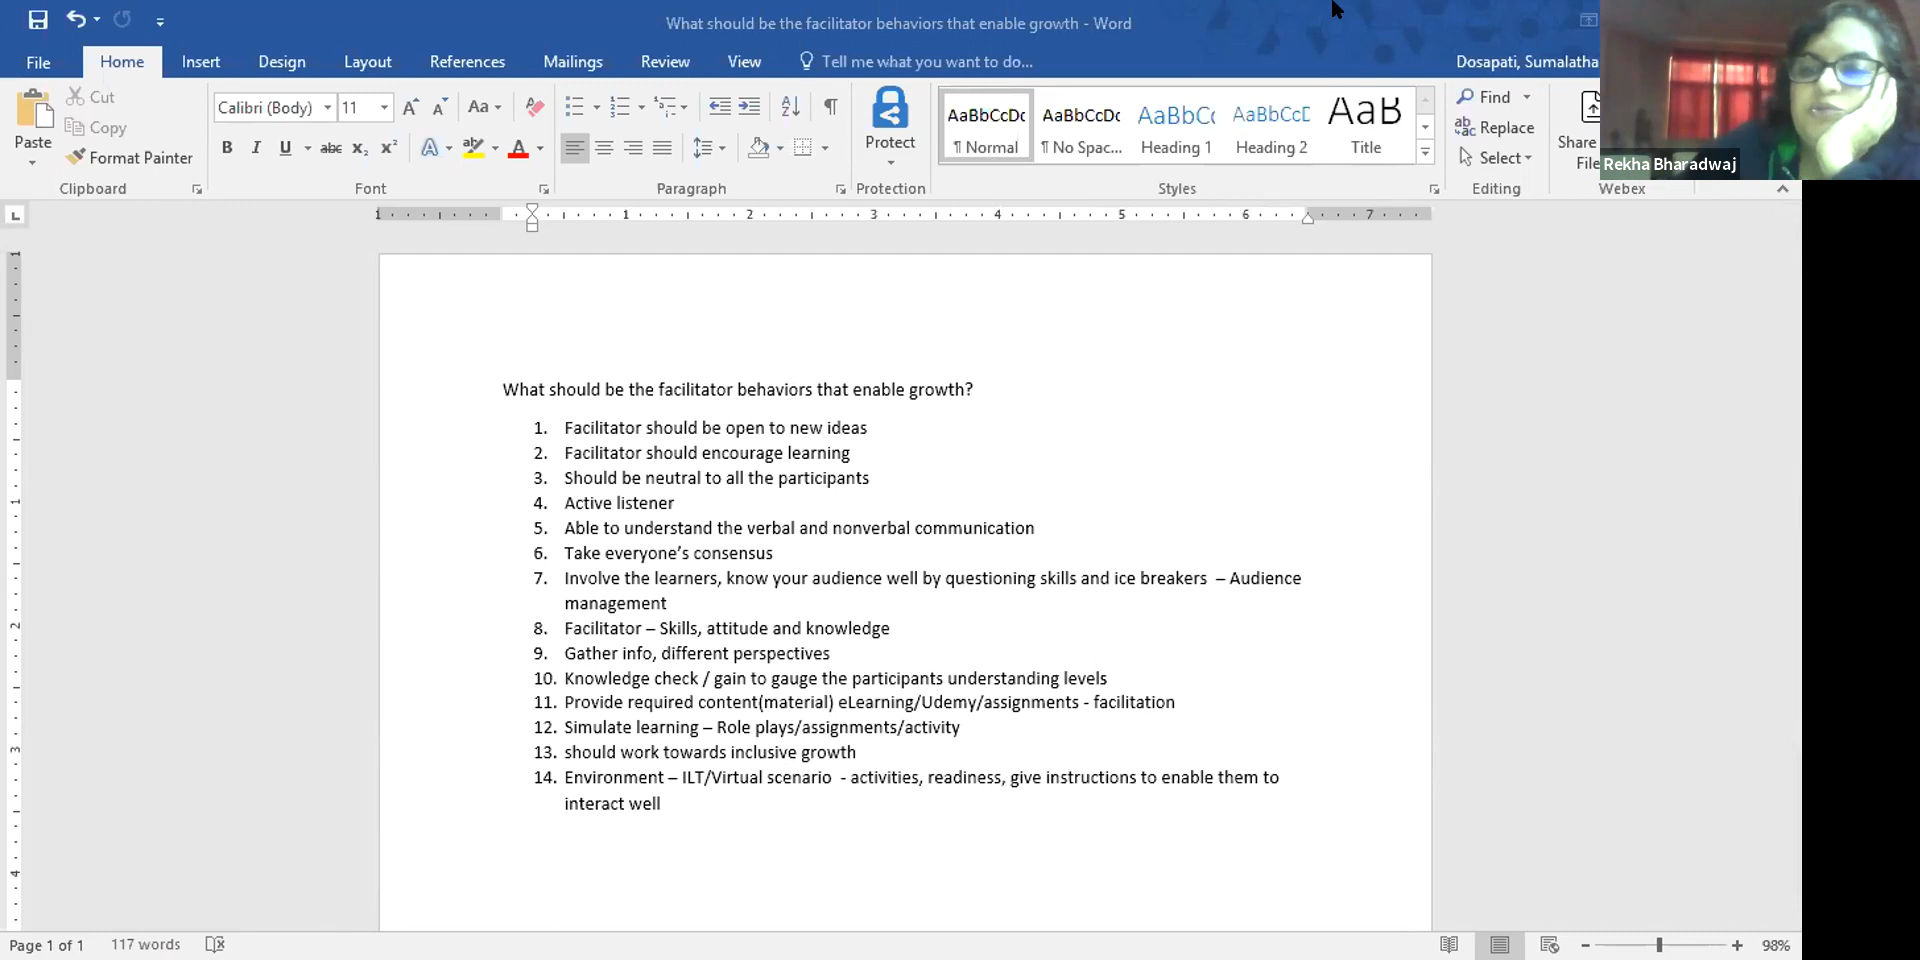 What should be the facilitator behaviors that enable growth - Word
File Home Insert Design Layout References Mailings Review View Tell me what you want to do... Dosapati, Sumalatha
Cut
Copy
Paste
Format Painter
Clipboard
Calibri (Body) 11
Font
Paragraph
Protect
Protection
AaBbCcDc AaBbCcDc AaBbCc AaBbCcD AaB
¶ Normal ¶ No Spac... Heading 1 Heading 2 Title
Styles
Find
Replace
Select
Editing
Share
File
Webex
Rekha Bharadwaj
1 1 2 3 4 5 6 7
What should be the facilitator behaviors that enable growth?
1. Facilitator should be open to new ideas
2. Facilitator should encourage learning
3. Should be neutral to all the participants
4. Active listener
5. Able to understand the verbal and nonverbal communication
6. Take everyone’s consensus
7. Involve the learners, know your audience well by questioning skills and ice breakers – Audience
management
8. Facilitator – Skills, attitude and knowledge
9. Gather info, different perspectives
10. Knowledge check / gain to gauge the participants understanding levels
11. Provide required content(material) eLearning/Udemy/assignments - facilitation
12. Simulate learning – Role plays/assignments/activity
13. should work towards inclusive growth
14. Environment – ILT/Virtual scenario - activities, readiness, give instructions to enable them to
interact well
Page 1 of 1 117 words 98%